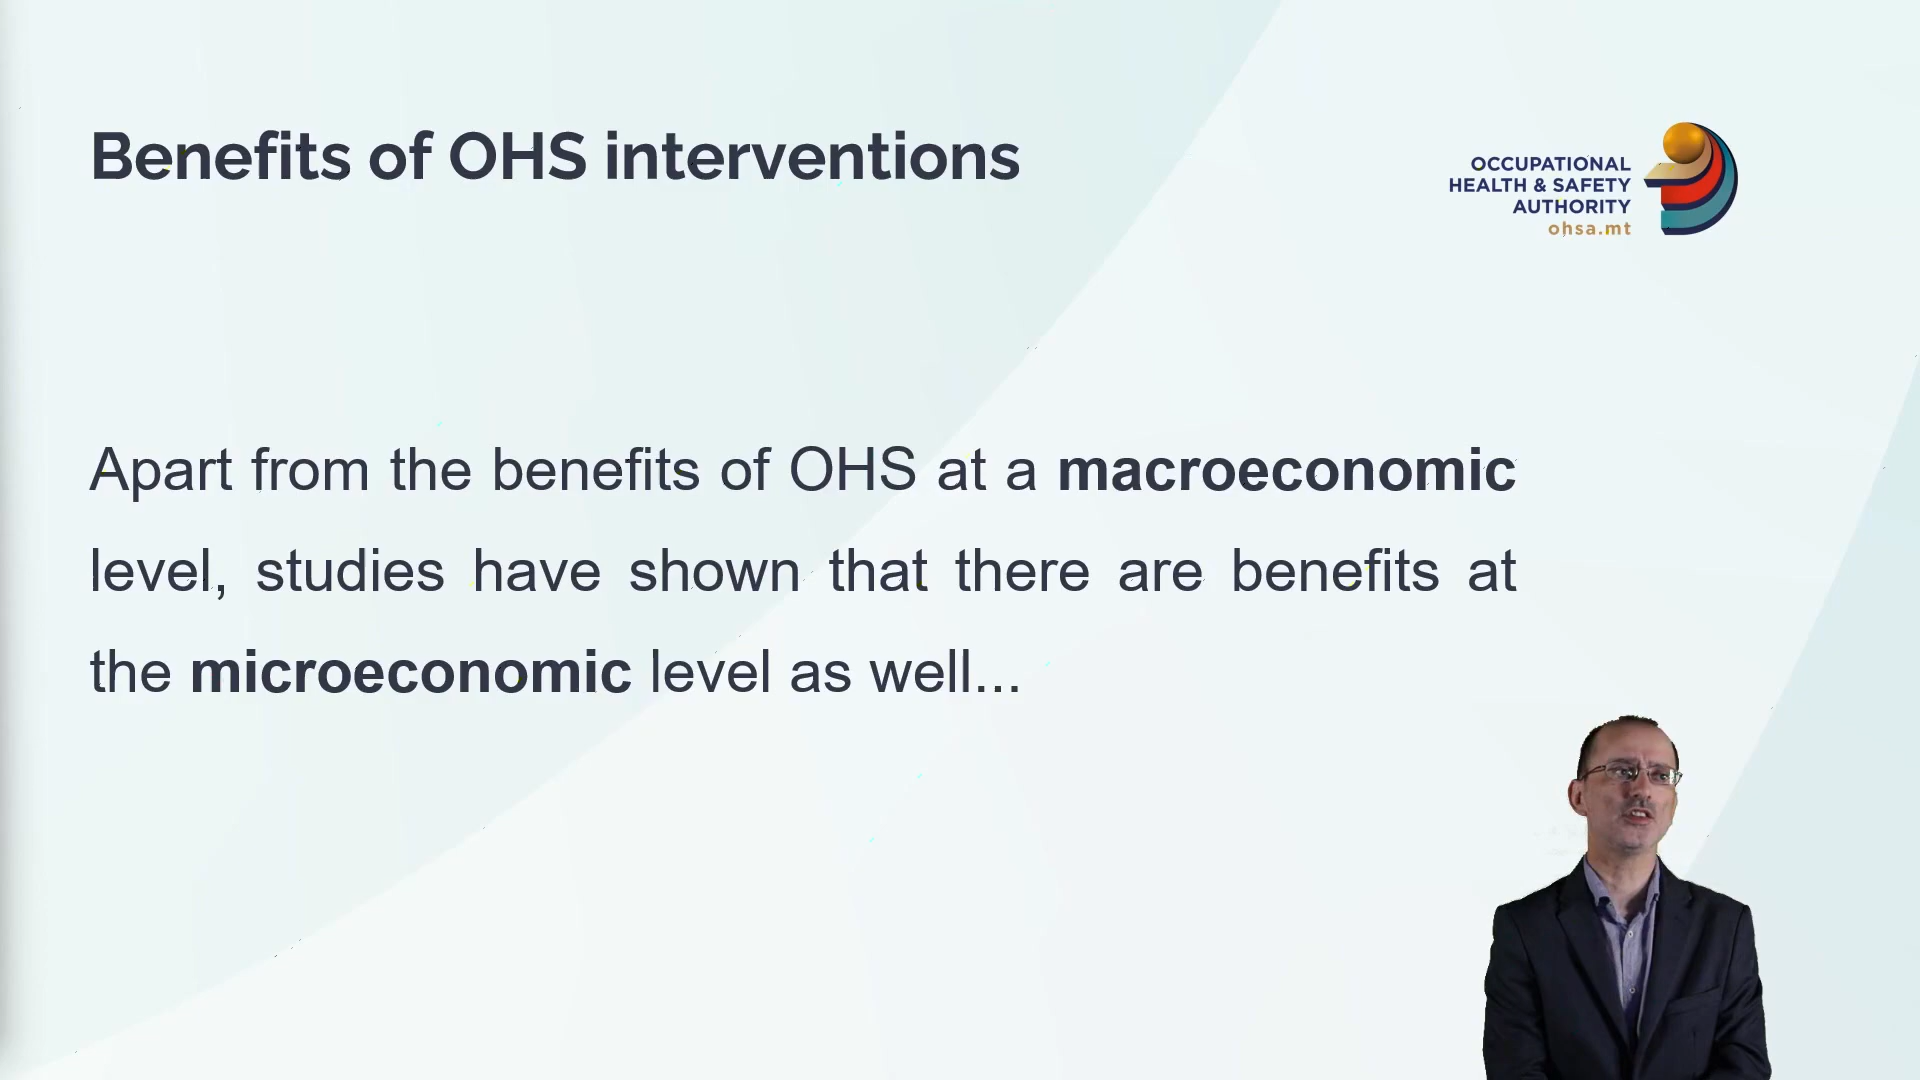 Benefits of OHS interventions
OCCUPATIONAL
HEALTH & SAFETY
AUTHORITY
ohsa.mt
Apart from the benefits of OHS at a macroeconomic
level, studies have shown that there are benefits at
the microeconomic level as well...